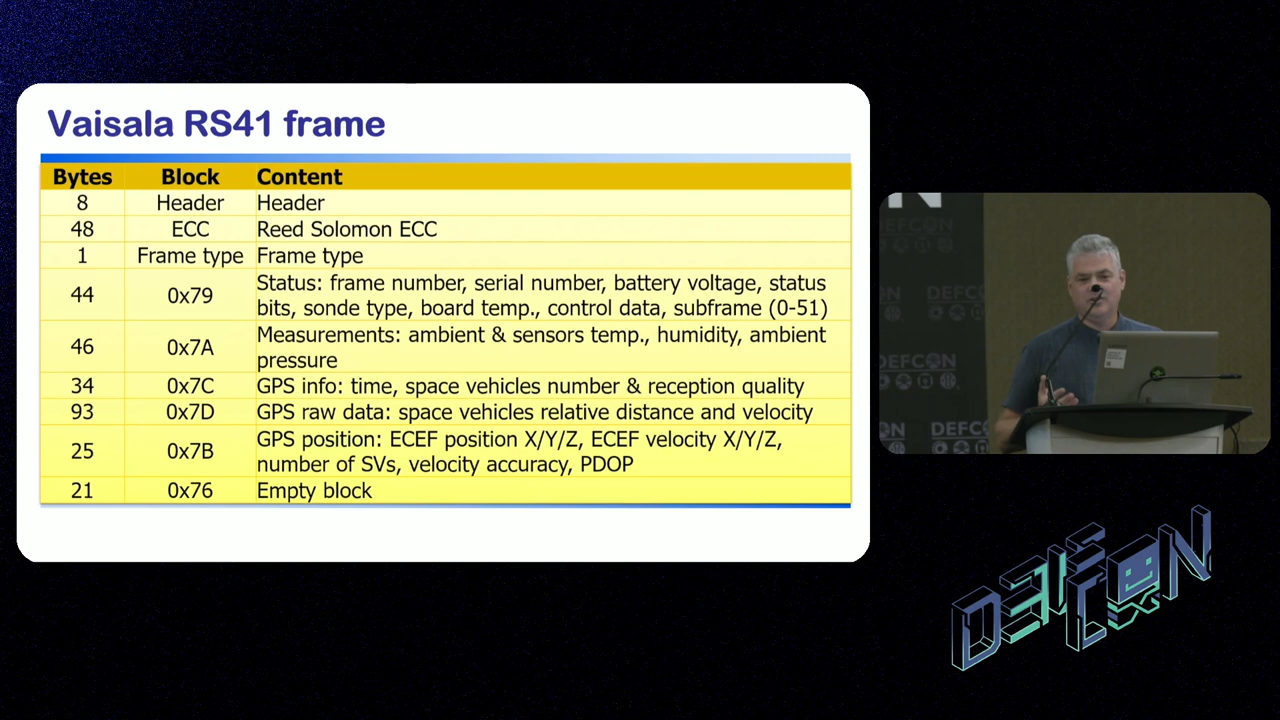 Vaisala RS41 frame
Bytes Block Content
8 Header Header
48 ECC Reed Solomon ECC
1 Frame type Frame type
44 0x79 Status: frame number, serial number, battery voltage, status
bits, sonde type, board temp., control data, subframe (0-51)
46 0x7A Measurements: ambient & sensors temp., humidity, ambient
pressure
34 0x7C GPS info: time, space vehicles number & reception quality
93 0x7D GPS raw data: space vehicles relative distance and velocity
25 0x7B GPS position: ECEF position X/Y/Z, ECEF velocity X/Y/Z,
number of SVs, velocity accuracy, PDOP
21 0x76 Empty block
DEFCON
DEFCON
DEFCON
DEFCON
DEFCON